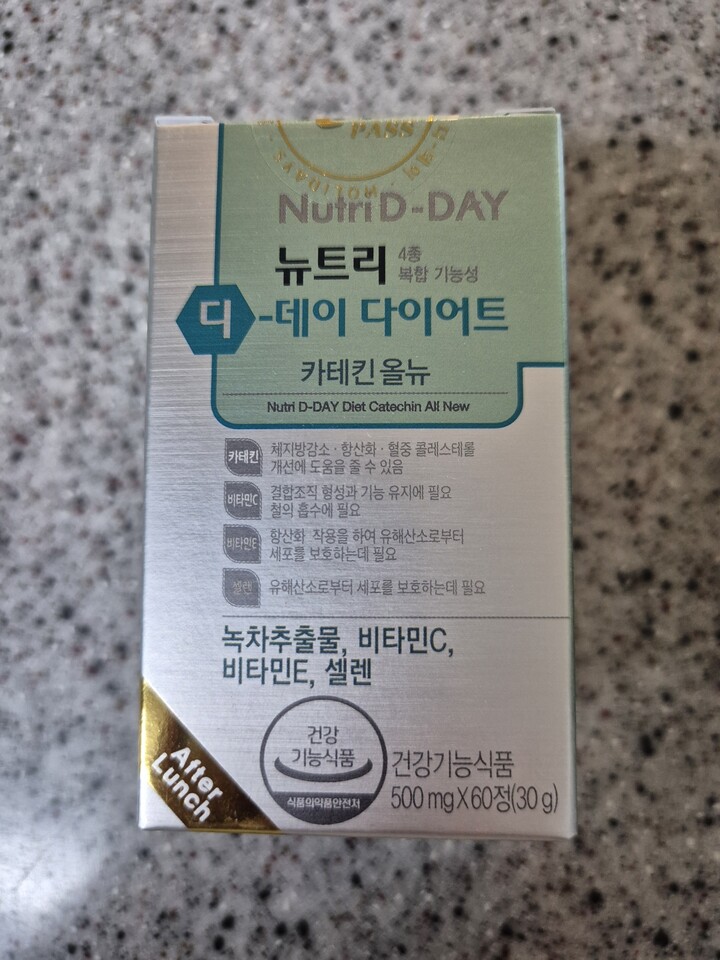 PASS
Nutri D-DAY
뉴트리 4종
복합 기능성
디-데이 다이어트
카테킨 올뉴
Nutri D-DAY Diet Catechin All New
카테킨 체지방감소 · 항산화 · 혈중 콜레스테롤
개선에 도움을 줄 수 있음
비타민C 결합조직 형성과 기능 유지에 필요
철의 흡수에 필요
비타민E 항산화 작용을 하여 유해산소로부터
세포를 보호하는데 필요
셀렌 유해산소로부터 세포를 보호하는데 필요
녹차추출물, 비타민C,
비타민E, 셀렌
After
Lunch
건강
기능식품
식품의약품안전처
건강기능식품
500 mg X 60정(30 g)